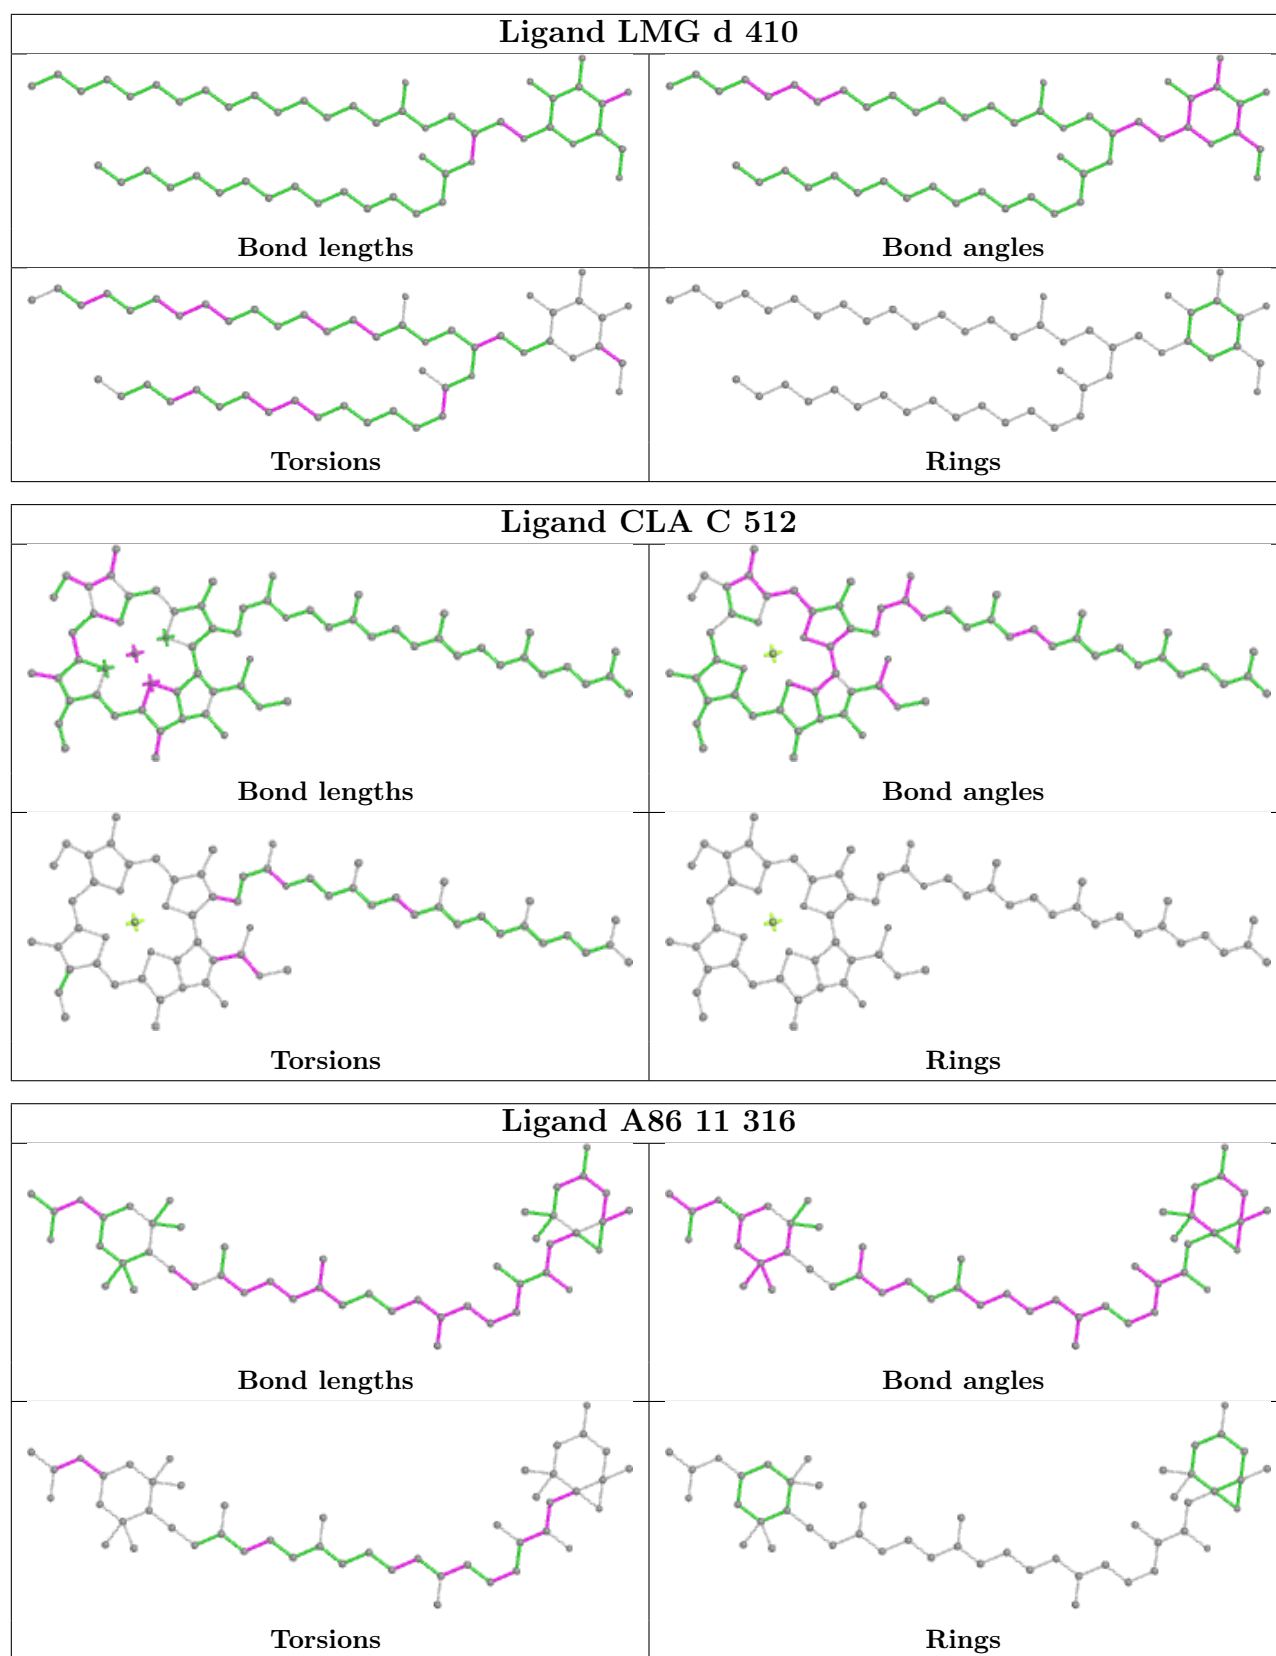 Ligand LMG d 410
Bond lengths
Bond angles
Torsions
Rings
Ligand CLA C 512
Bond lengths
Bond angles
Torsions
Rings
Ligand A86 11 316
Bond lengths
Bond angles
Torsions
Rings